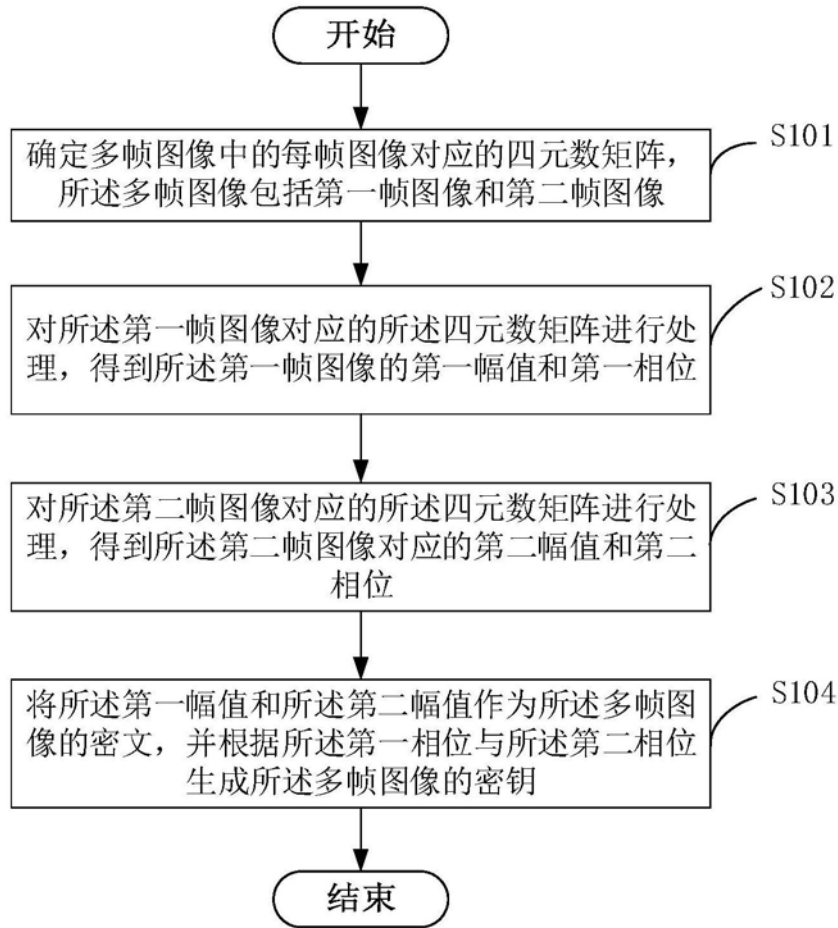 开始
确定多帧图像中的每帧图像对应的四元数矩阵，
所述多帧图像包括第一帧图像和第二帧图像
S101
对所述第一帧图像对应的所述四元数矩阵进行处
理，得到所述第一帧图像的第一幅值和第一相位
S102
对所述第二帧图像对应的所述四元数矩阵进行处
理，得到所述第二帧图像对应的第二幅值和第二
相位
S103
将所述第一幅值和所述第二幅值作为所述多帧图
像的密文，并根据所述第一相位与所述第二相位
生成所述多帧图像的密钥
S104
结束